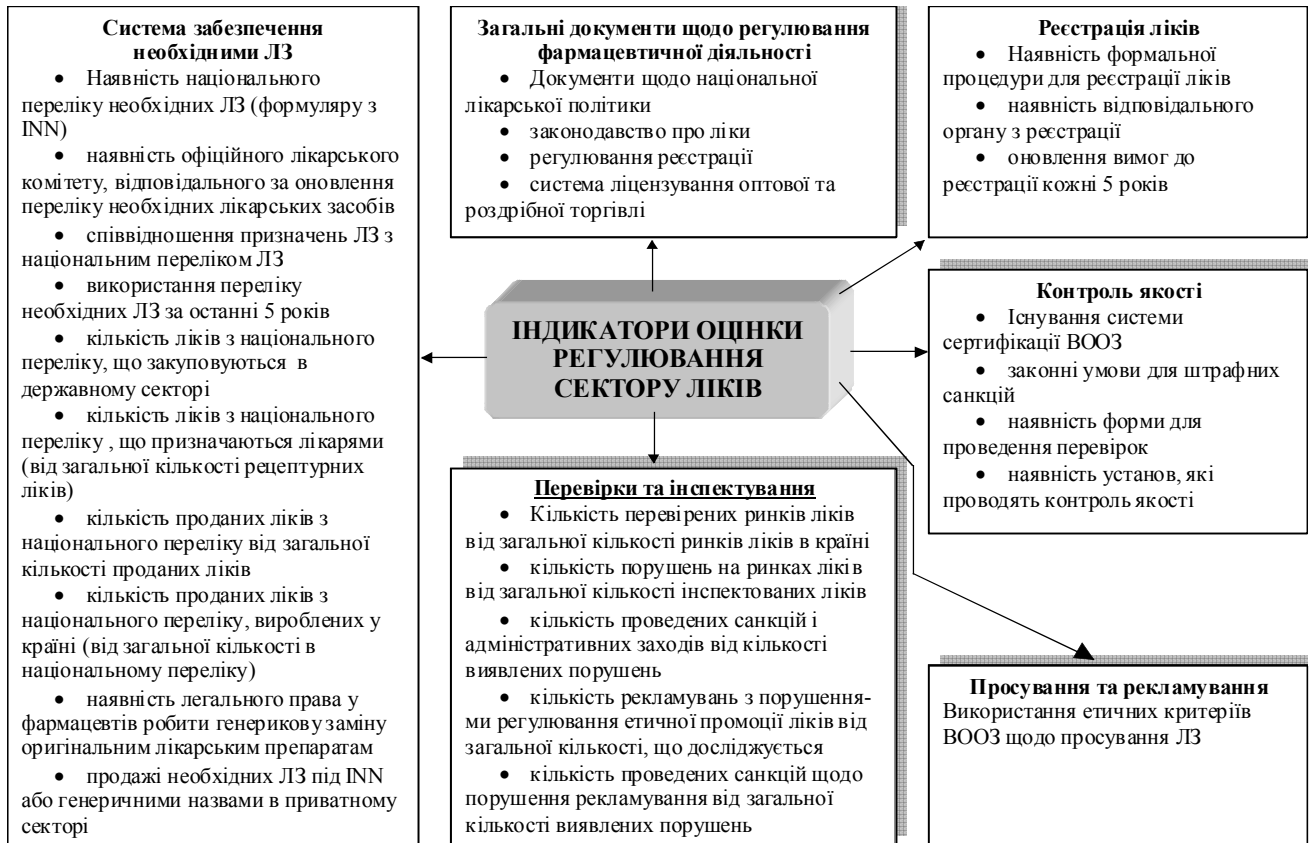 Система забезпечення
необхідними ЛЗ
• Наявність національного
переліку необхідних ЛЗ (формуляру з
INN)
• наявність офіційного лікарського
комітету, відповідального за оновлення
переліку необхідних лікарських засобів
• співвідношення призначень ЛЗ з
національним переліком ЛЗ
• використання переліку
необхідних ЛЗ за останні 5 років
• кількість ліків з національного
переліку, що закуповуються в
державному секторі
• кількість ліків з національного
переліку , що призначаються лікарями
(від загальної кількості рецептурних
ліків)
• кількість проданих ліків з
національного переліку від загальної
кількості проданих ліків
• кількість проданих ліків з
національного переліку, вироблених у
країні (від загальної кількості в
національному переліку)
• наявність легального права у
фармацевтів робити генерикову заміну
оригінальним лікарським препаратам
• продажі необхідних ЛЗ під INN
або генеричними назвами в приватному
секторі
Загальні документи щодо регулювання
фармацевтичної діяльності
• Документи щодо національної
лікарської політики
• законодавство про ліки
• регулювання реєстрації
• система ліцензування оптової та
роздрібної торгівлі
ІНДИКАТОРИ ОЦІНКИ
РЕГУЛЮВАННЯ
СЕКТОРУ ЛІКІВ
Перевірки та інспектування
• Кількість перевірених ринків ліків
від загальної кількості ринків ліків в країні
• кількість порушень на ринках ліків
від загальної кількості інспектованих ліків
• кількість проведених санкцій і
адміністративних заходів від кількості
виявлених порушень
• кількість рекламувань з порушення-
ми регулювання етичної промоції ліків від
загальної кількості, що досліджується
• кількість проведених санкцій щодо
порушення рекламування від загальної
кількості виявлених порушень
Реєстрація ліків
• Наявність формальної
процедури для реєстрації ліків
• наявність відповідального
органу з реєстрації
• оновлення вимог до
реєстрації кожні 5 років
Контроль якості
• Існування системи
сертифікації ВООЗ
• законні умови для штрафних
санкцій
• наявність форми для
проведення перевірок
• наявність установ, які
проводять контроль якості
Просування та рекламування
Використання етичних критеріїв
ВООЗ щодо просування ЛЗ